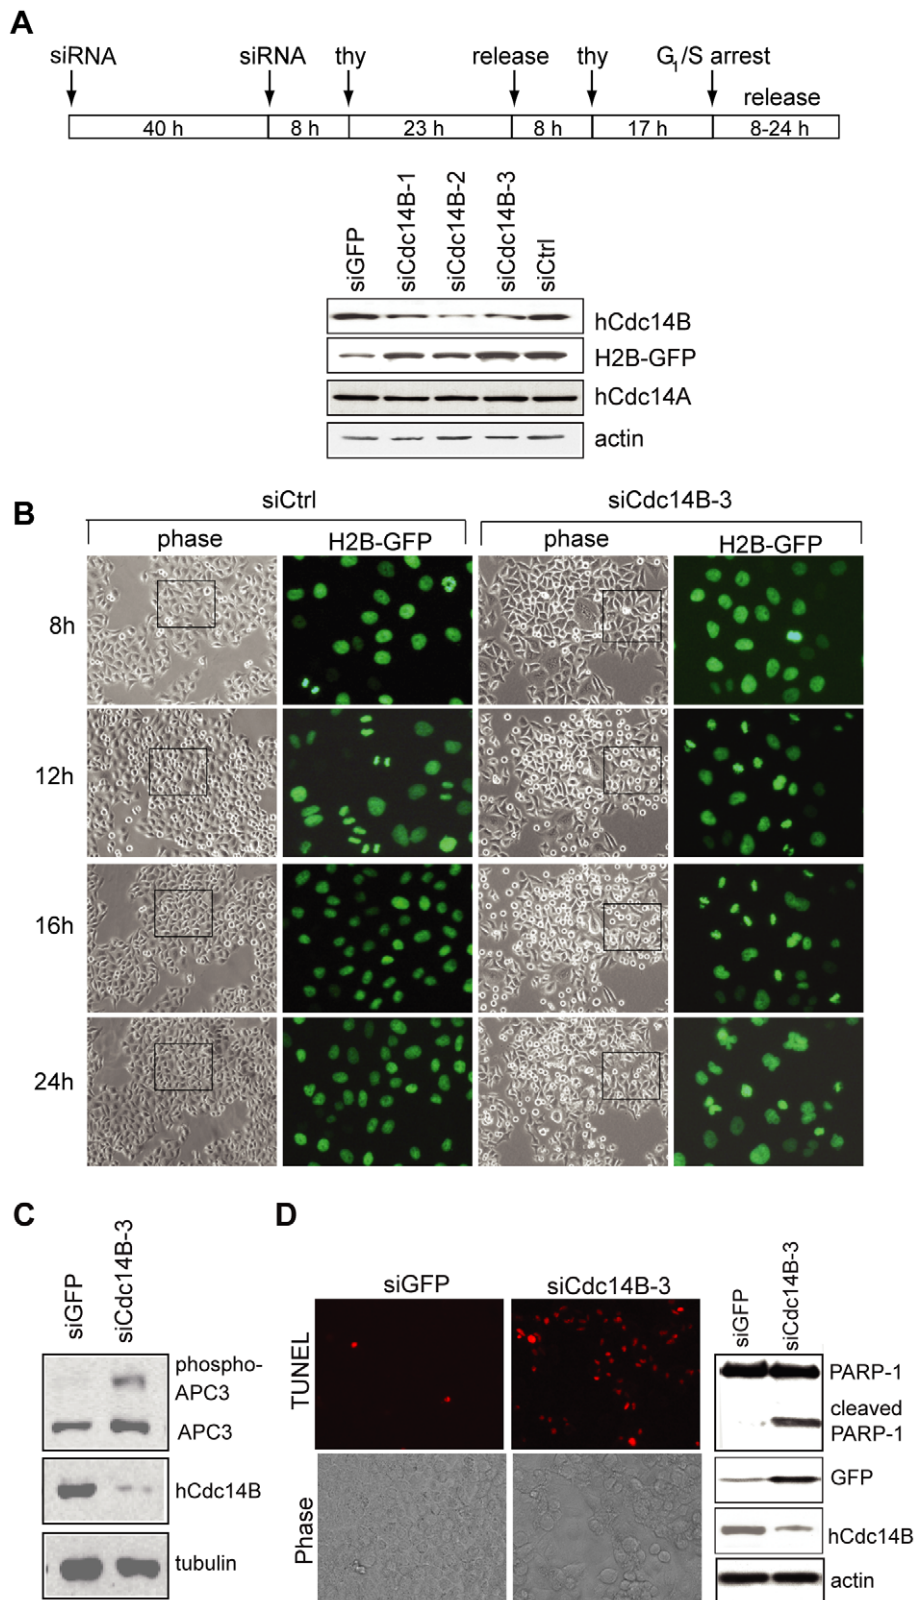 A
siRNA siRNA thy release thy G1/S arrest
release
40 h 8 h 23 h 8 h 17 h 8-24 h
siGFP siCdc14B-1 siCdc14B-2 siCdc14B-3 siCtrl
hCdc14B
H2B-GFP
hCdc14A
actin
B
siCtrl siCdc14B-3
phase H2B-GFP phase H2B-GFP
8h
12h
16h
24h
C
siGFP siCdc14B-3
phospho-
APC3
APC3
hCdc14B
tubulin
D
siGFP siCdc14B-3
TUNEL
Phase
siGFP siCdc14B-3
PARP-1
cleaved
PARP-1
GFP
hCdc14B
actin